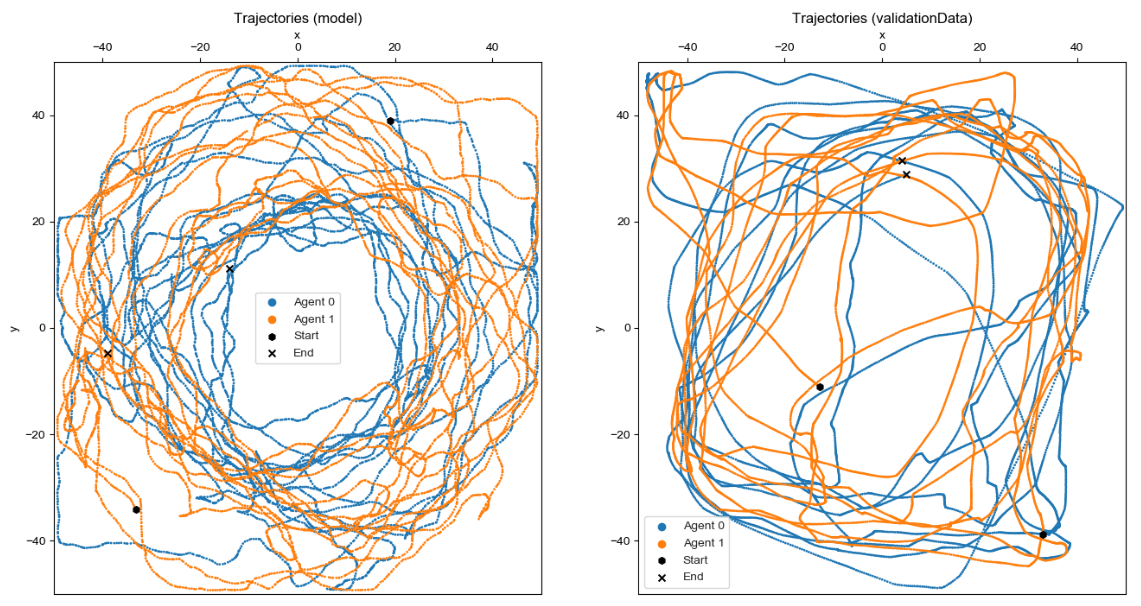 Trajectories (model)
x
−40 −20 0 20 40
40
20
0
−20
−40
y
Agent 0
Agent 1
Start
End
Trajectories (validationData)
x
−40 −20 0 20 40
40
20
0
−20
−40
y
Agent 0
Agent 1
Start
End